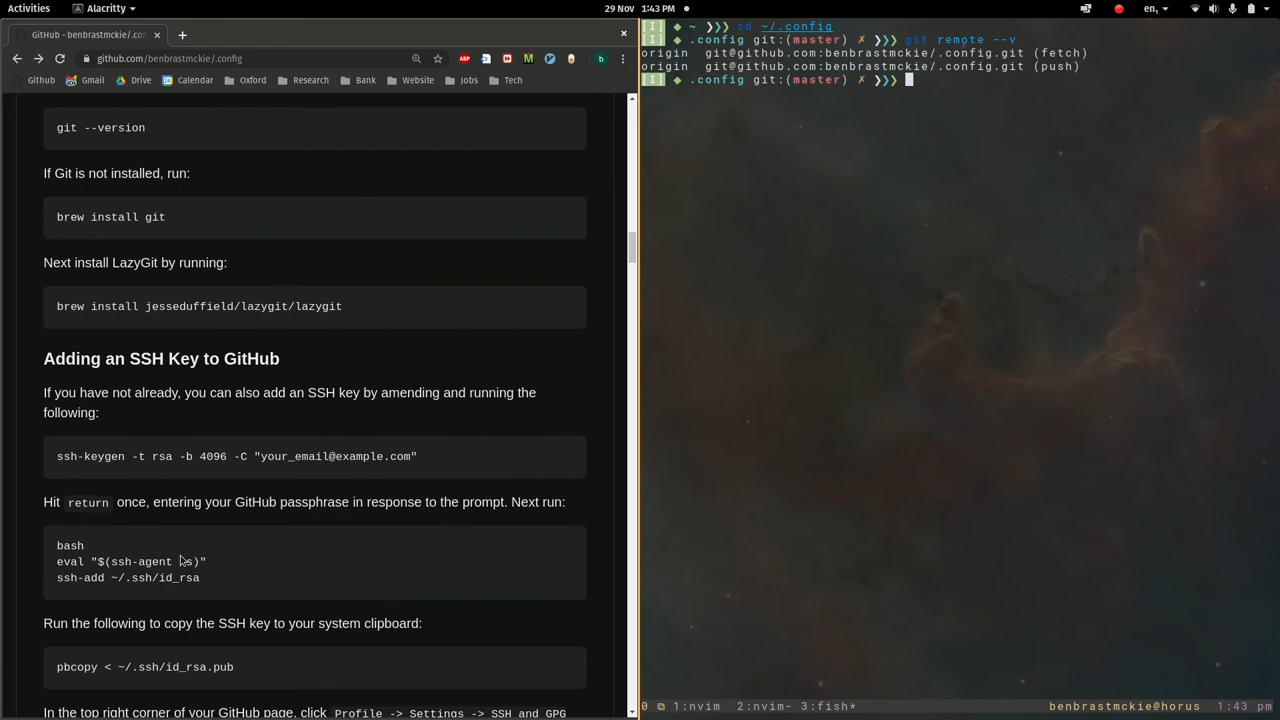 Activities
Alacritty
29 Nov 1:43 PM
en₁
GitHub - benbrastmckie/.con
github.com/benbrastmckie/.config
Github
Gmail
Drive
Calendar
Oxford
Research
Bank
Website
Jobs
Tech
git --version
If Git is not installed, run:
brew install git
Next install LazyGit by running:
brew install jesseduffield/lazygit/lazygit
Adding an SSH Key to GitHub
If you have not already, you can also add an SSH key by amending and running the
following:
ssh-keygen -t rsa -b 4096 -C "your_email@example.com"
Hit return once, entering your GitHub passphrase in response to the prompt. Next run:
bash
eval "$(ssh-agent -s)"
ssh-add ~/.ssh/id_rsa
Run the following to copy the SSH key to your system clipboard:
pbcopy < ~/.ssh/id_rsa.pub
In the top right corner of your GitHub page, click Profile -> Settings -> SSH and GPG
[I] ◆ ~ ❯❯❯ cd ~/.config
[I] ◆ .config git:(master) ✗ ❯❯❯ git remote --v
origin git@github.com:benbrastmckie/.config.git (fetch)
origin git@github.com:benbrastmckie/.config.git (push)
[I] ◆ .config git:(master) ✗ ❯❯❯
0 1:nvim 2:nvim- 3:fish* benbrastmckie@horus 1:43 pm